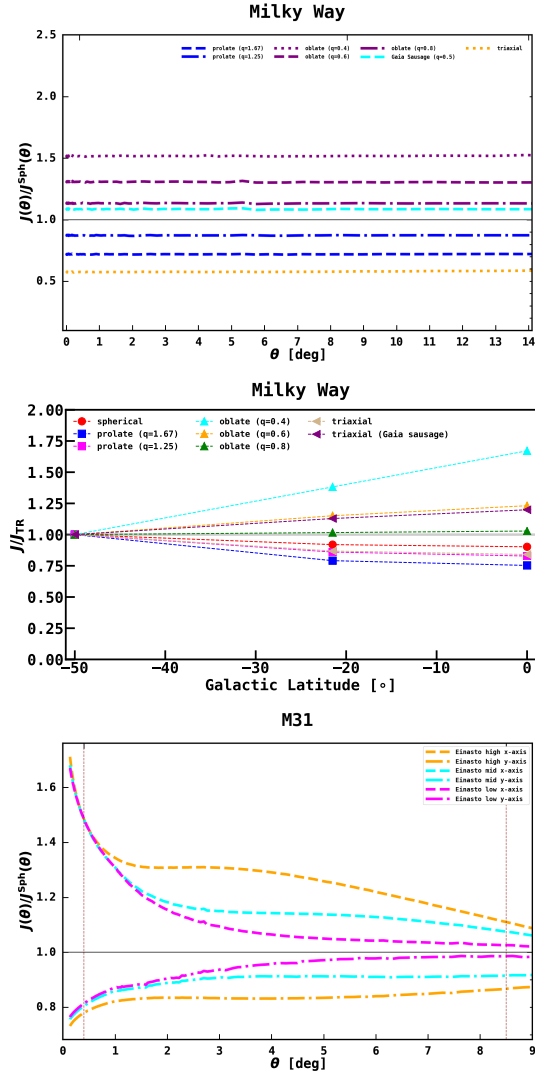 Milky Way
2.5
2.0
1.5
1.0
0.5
J(θ)/J^Sph(θ)
prolate (q=1.67)
prolate (q=1.25)
oblate (q=0.4)
oblate (q=0.6)
oblate (q=0.8)
Gaia Sausage (q=0.5)
triaxial
0 1 2 3 4 5 6 7 8 9 10 11 12 13 14
θ [deg]
Milky Way
2.00
1.75
1.50
1.25
1.00
0.75
0.50
0.25
0.00
J/J_TR
spherical
prolate (q=1.67)
prolate (q=1.25)
oblate (q=0.4)
oblate (q=0.6)
oblate (q=0.8)
triaxial
triaxial (Gaia sausage)
−50 −40 −30 −20 −10 0
Galactic Latitude [∘]
M31
1.6
1.4
1.2
1.0
0.8
J(θ)/J^Sph(θ)
Einasto high x-axis
Einasto high y-axis
Einasto mid x-axis
Einasto mid y-axis
Einasto low x-axis
Einasto low y-axis
0 1 2 3 4 5 6 7 8 9
θ [deg]